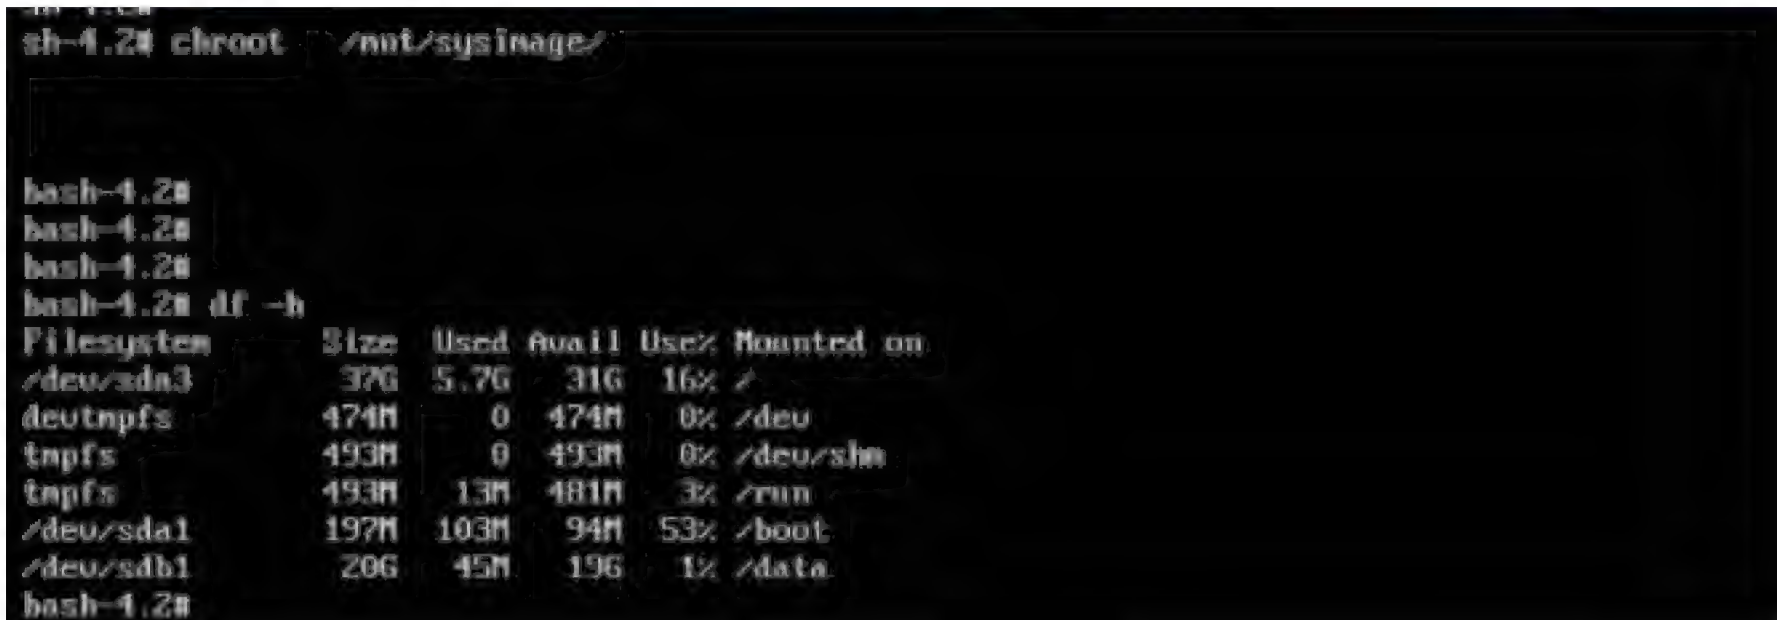 sh-4.2#
sh-4.2# chroot /mnt/sysimage/
bash-4.2#
bash-4.2#
bash-4.2#
bash-4.2# df -h
Filesystem Size Used Avail Use% Mounted on
/dev/sda3 37G 5.7G 31G 16% /
devtmpfs 474M 0 474M 0% /dev
tmpfs 493M 0 493M 0% /dev/shm
tmpfs 493M 13M 481M 3% /run
/dev/sda1 197M 103M 94M 53% /boot
/dev/sdb1 20G 45M 19G 1% /data
bash-4.2#